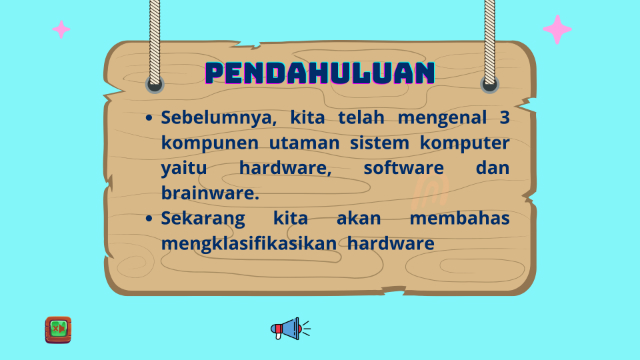 PENDAHULUAN
• Sebelumnya, kita telah mengenal 3
kompunen utaman sistem komputer
yaitu hardware, software dan
brainware.
• Sekarang kita akan membahas
mengklasifikasikan hardware